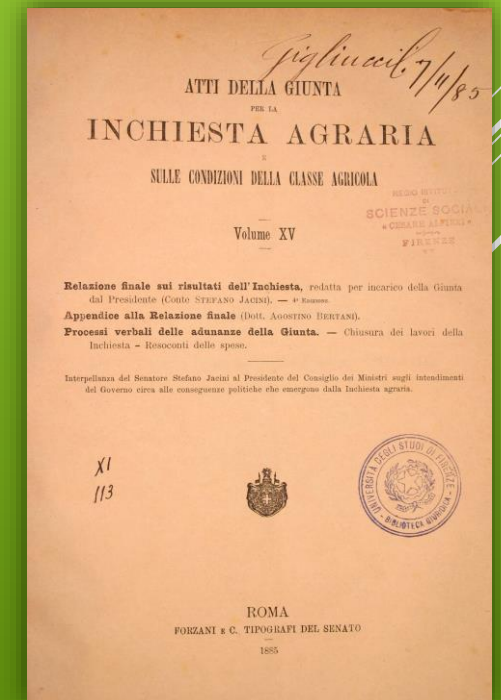 Gigliucci 7/11/85
ATTI DELLA GIUNTA
PER LA
INCHIESTA AGRARIA
E
SULLE CONDIZIONI DELLA CLASSE AGRICOLA
SCIENZE SOCIALI
« CESARE ALFIERI »
FIRENZE
Volume XV
Relazione finale sui risultati dell'Inchiesta, redatta per incarico della Giunta
dal Presidente (Conte STEFANO JACINI). —
Appendice alla Relazione finale (Dott. AGOSTINO BERTANI).
Processi verbali delle adunanze della Giunta. — Chiusura dei lavori della
Inchiesta - Resoconti delle spese.
Interpellanza del Senatore Stefano Jacini al Presidente del Consiglio dei Ministri sugli intendimenti
del Governo circa alle conseguenze politiche che emergono dalla Inchiesta agraria.
XI
113
UNIVERSITÀ DEGLI STUDI DI FIRENZE
BIBLIOTECA
ROMA
FORZANI E C. TIPOGRAFI DEL SENATO
1885